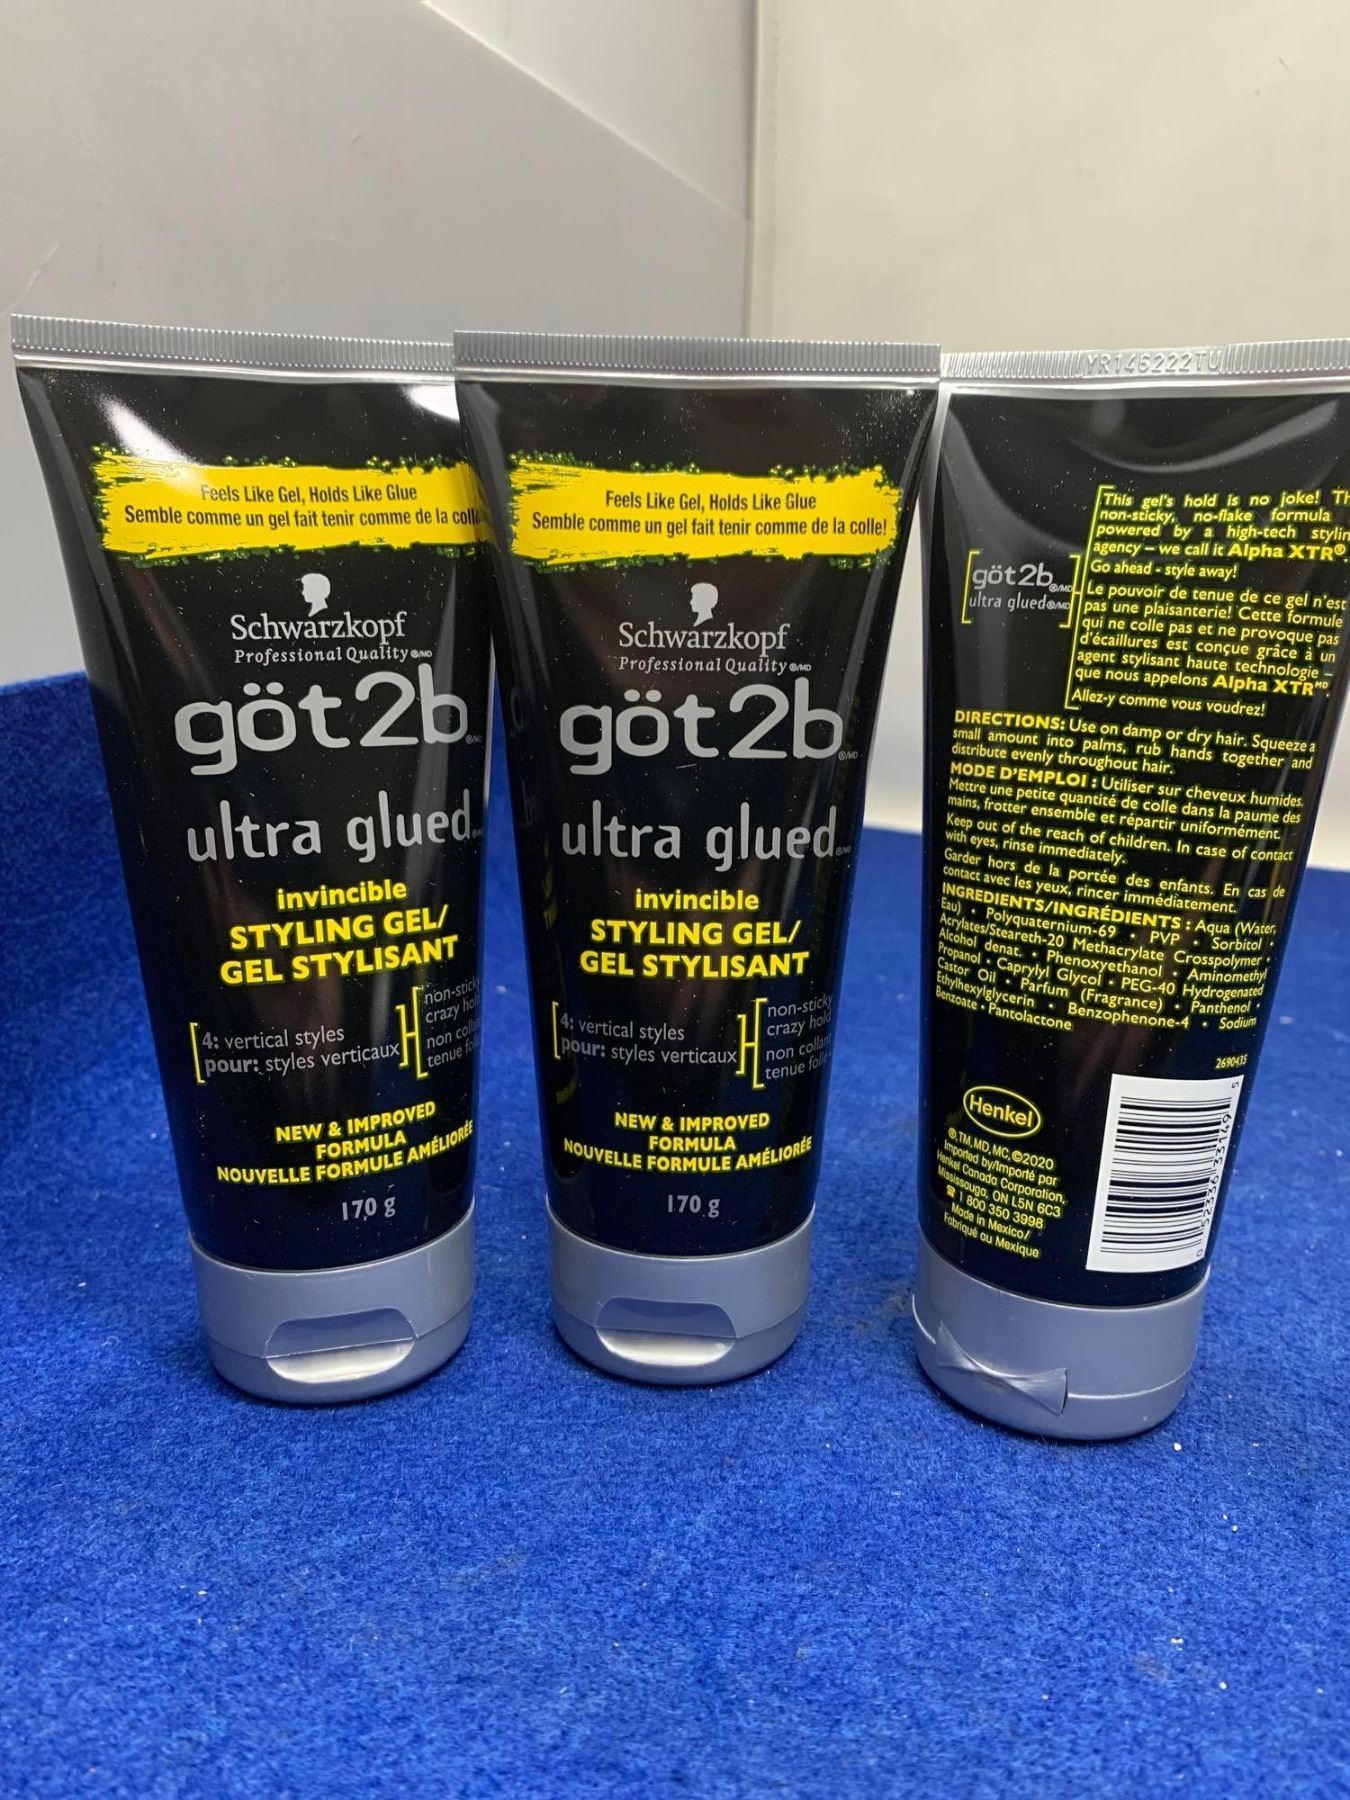 Feels Like Gel, Holds Like Glue
Semble comme un gel fait tenir comme de la colle!
Schwarzkopf
Professional Quality ®/MD
göt2b ®/MD
ultra glued
invincible
STYLING GEL/
GEL STYLISANT
4: vertical styles
pour: styles verticaux
non-sticky
crazy hold
non
tenue
NEW & IMPROVED
FORMULA
NOUVELLE FORMULE AMÉLIORÉE
170 g
Feels Like Gel, Holds Like Glue
Semble comme un gel fait tenir comme de la colle!
Schwarzkopf
Professional Quality ®/MD
göt2b ®/MD
ultra glued ®/MD
invincible
STYLING GEL/
GEL STYLISANT
4: vertical styles
pour: styles verticaux
non-sticky
crazy hold
non collant
tenue folle
NEW & IMPROVED
FORMULA
NOUVELLE FORMULE AMÉLIORÉE
170 g
YR146222TU
göt2b ®/MD
ultra glued ®/MD
This gel's hold is no joke!
non-sticky, no-flake formula
powered by a high-tech
agency – we call it Alpha XTR®
Go ahead - style away!
Le pouvoir de tenue de ce gel n'est
pas une plaisanterie! Cette formule
qui ne colle pas et ne provoque pas
d'écaillures est conçue grâce à un
agent stylisant haute technologie –
que nous appelons Alpha XTR MD
Allez-y comme vous voudrez!
DIRECTIONS: Use on damp or dry hair. Squeeze a
small amount into palms, rub hands together and
distribute evenly throughout hair.
MODE D'EMPLOI : Utiliser sur cheveux humides.
Mettre une petite quantité de colle dans la paume des
mains, frotter ensemble et répartir uniformément.
Keep out of the reach of children. In case of contact
with eyes, rinse immediately.
Garder hors de la portée des enfants. En cas de
contact avec les yeux, rincer immédiatement.
INGREDIENTS/INGRÉDIENTS : Aqua (Water,
Eau) • Polyquaternium-69 • PVP • Sorbitol •
Acrylates/Steareth-20 Methacrylate Crosspolymer •
Alcohol denat. • Phenoxyethanol • Aminomethyl
Propanol • Caprylyl Glycol • PEG-40 Hydrogenated
Castor Oil • Parfum (Fragrance) • Panthenol •
Ethylhexylglycerin • Benzophenone-4 • Sodium
Benzoate • Pantolactone
2690435
Henkel
®,TM,MD,MC, ©2020
Imported by/Importé par
Henkel Canada Corporation,
Mississauga, ON L5N 6C3
☎ 1 800 350 3998
Made in Mexico/
Fabriqué au Mexique
0 52336 33149 5